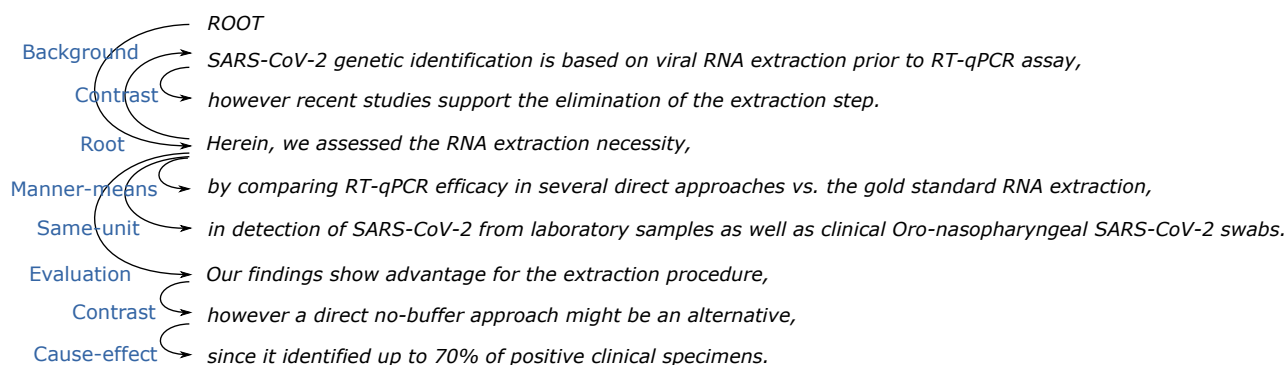 ROOT
Background SARS-CoV-2 genetic identification is based on viral RNA extraction prior to RT-qPCR assay,
Contrast however recent studies support the elimination of the extraction step.
Root Herein, we assessed the RNA extraction necessity,
Manner-means by comparing RT-qPCR efficacy in several direct approaches vs. the gold standard RNA extraction,
Same-unit in detection of SARS-CoV-2 from laboratory samples as well as clinical Oro-nasopharyngeal SARS-CoV-2 swabs.
Evaluation Our findings show advantage for the extraction procedure,
Contrast however a direct no-buffer approach might be an alternative,
Cause-effect since it identified up to 70% of positive clinical specimens.